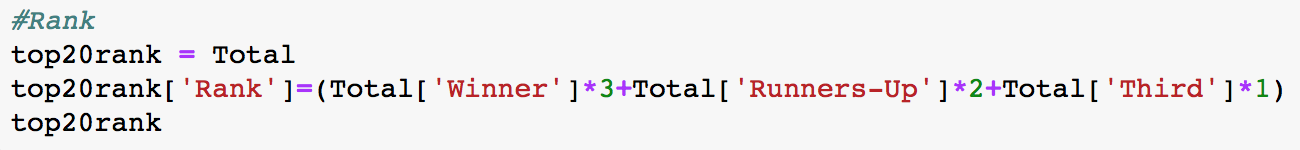 #Rank
top20rank = Total
top20rank['Rank']=(Total['Winner']*3+Total['Runners-Up']*2+Total['Third']*1)
top20rank